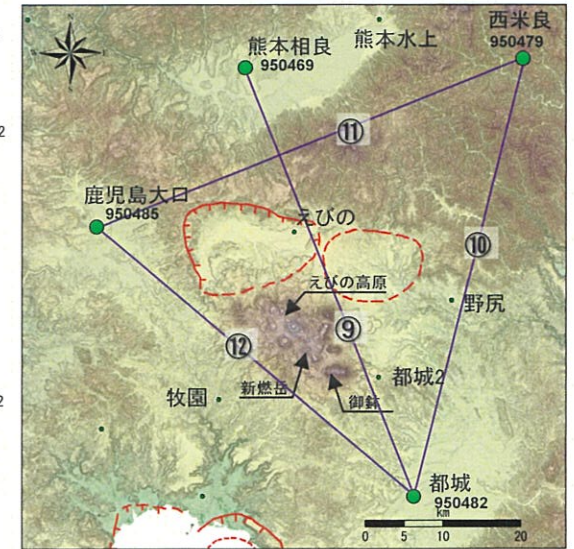 西米良
950479
熊本相良
950469
熊本水上
⑪
鹿児島大口
950485
えびの
⑩
えびの高原
野尻
⑨
⑫
都城2
新燃岳
牧園
御鉢
都城
950482
km
0 5 10 20
2
2